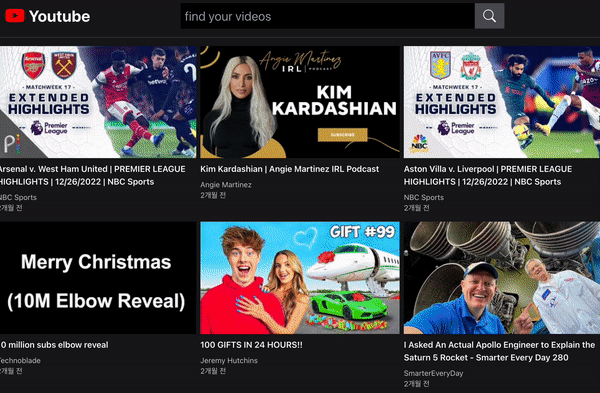 Youtube
find your videos
MATCHWEEK 17
EXTENDED
HIGHLIGHTS
Premier
League
Angie Martinez
IRL PODCAST
KIM
KARDASHIAN
SUBSCRIBE
AVFC
MATCHWEEK 17
EXTENDED
HIGHLIGHTS
Premier
League
NBC
Arsenal v. West Ham United | PREMIER LEAGUE
HIGHLIGHTS | 12/26/2022 | NBC Sports
NBC Sports
2개월 전
Kim Kardashian | Angie Martinez IRL Podcast
Angie Martinez
2개월 전
Aston Villa v. Liverpool | PREMIER LEAGUE
HIGHLIGHTS | 12/26/2022 | NBC Sports
NBC Sports
2개월 전
Merry Christmas
(10M Elbow Reveal)
GIFT #99
10 million subs elbow reveal
Technoblade
2개월 전
100 GIFTS IN 24 HOURS!!
Jeremy Hutchins
2개월 전
I Asked An Actual Apollo Engineer to Explain the
Saturn 5 Rocket - Smarter Every Day 280
SmarterEveryDay
2개월 전